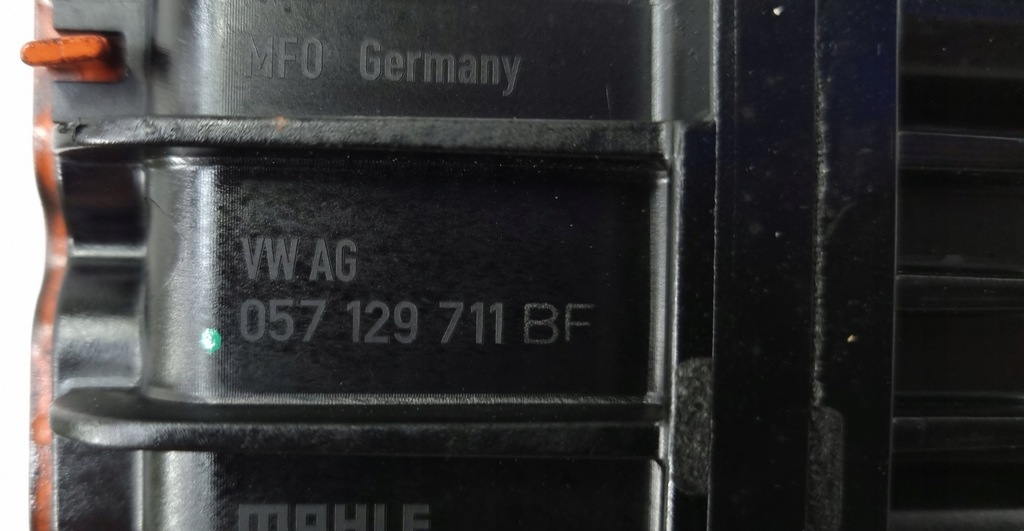 MFO Germany
VW AG
057 129 711 BF
MAHLE